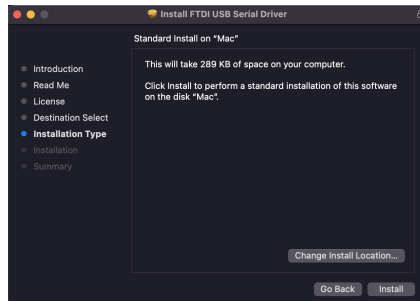 Install FTDI USB Serial Driver
Standard Install on “Mac”
Introduction
Read Me
License
Destination Select
Installation Type
Installation
Summary
This will take 289 KB of space on your computer.
Click Install to perform a standard installation of this software
on the disk “Mac”.
Change Install Location...
Go Back
Install